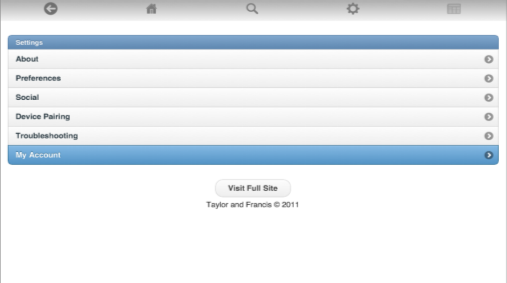 Settings
About
Preferences
Social
Device Pairing
Troubleshooting
My Account
Visit Full Site
Taylor and Francis © 2011